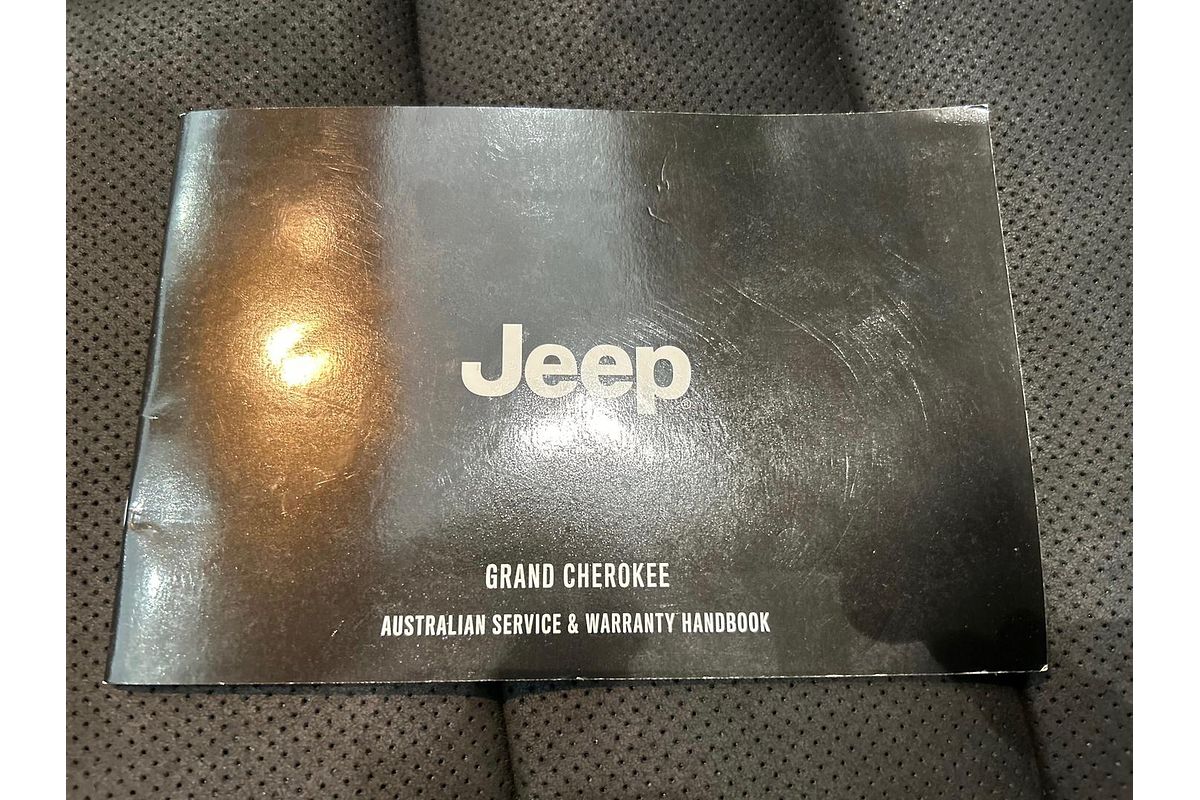 Jeep
GRAND CHEROKEE
AUSTRALIAN SERVICE & WARRANTY HANDBOOK